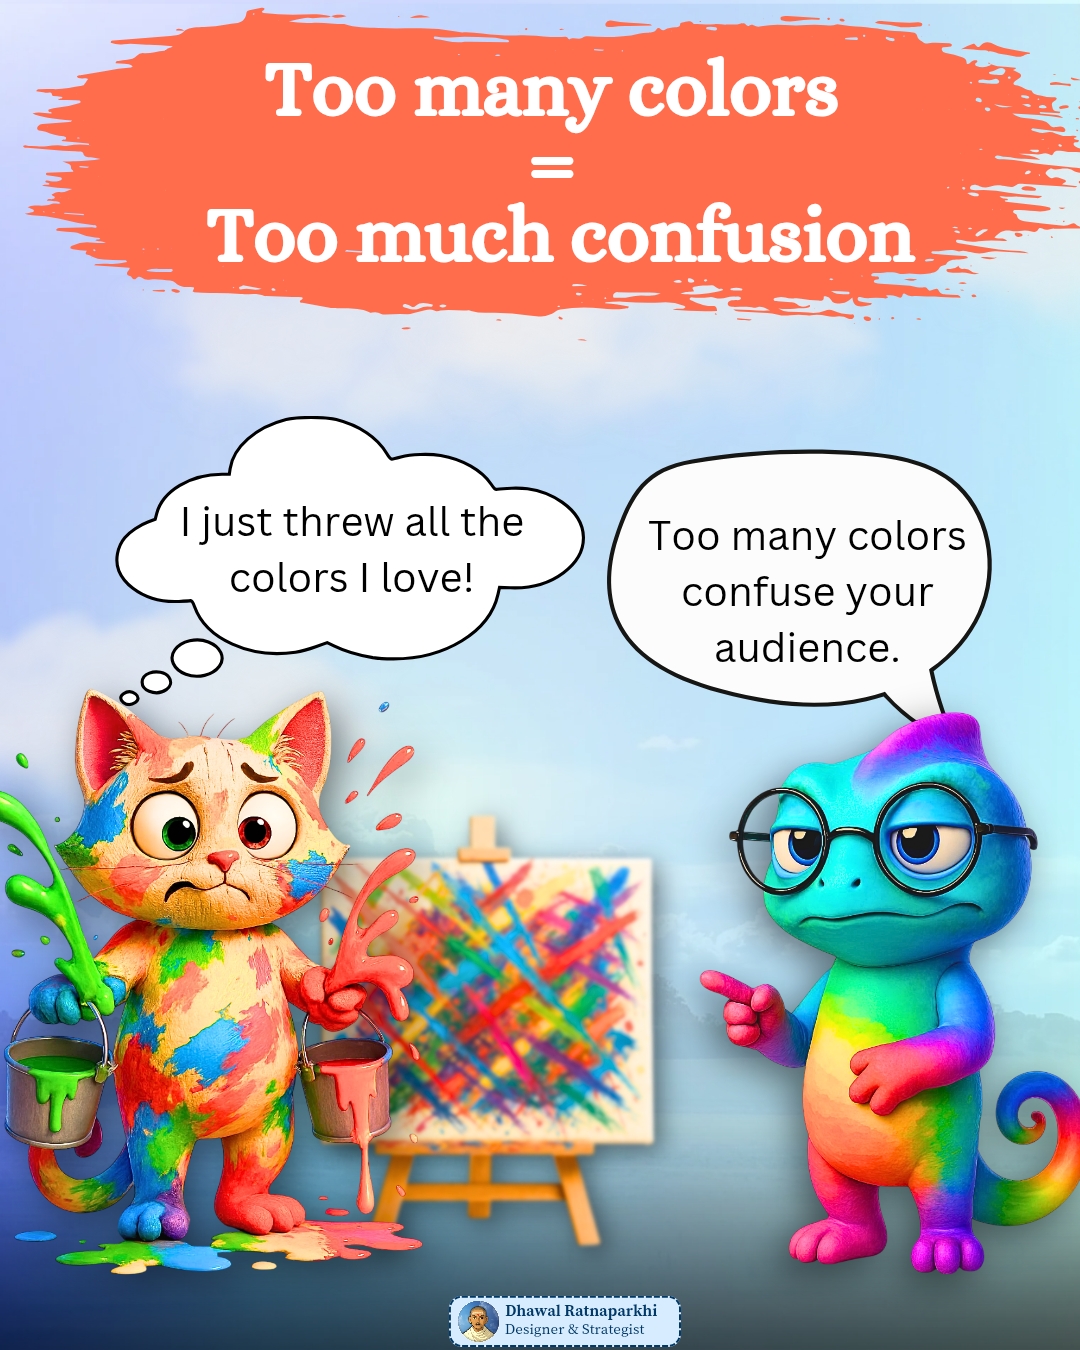 Too many colors
=
Too much confusion
I just threw all the
colors I love!
Too many colors
confuse your
audience.
Dhawal Ratnaparkhi
Designer & Strategist